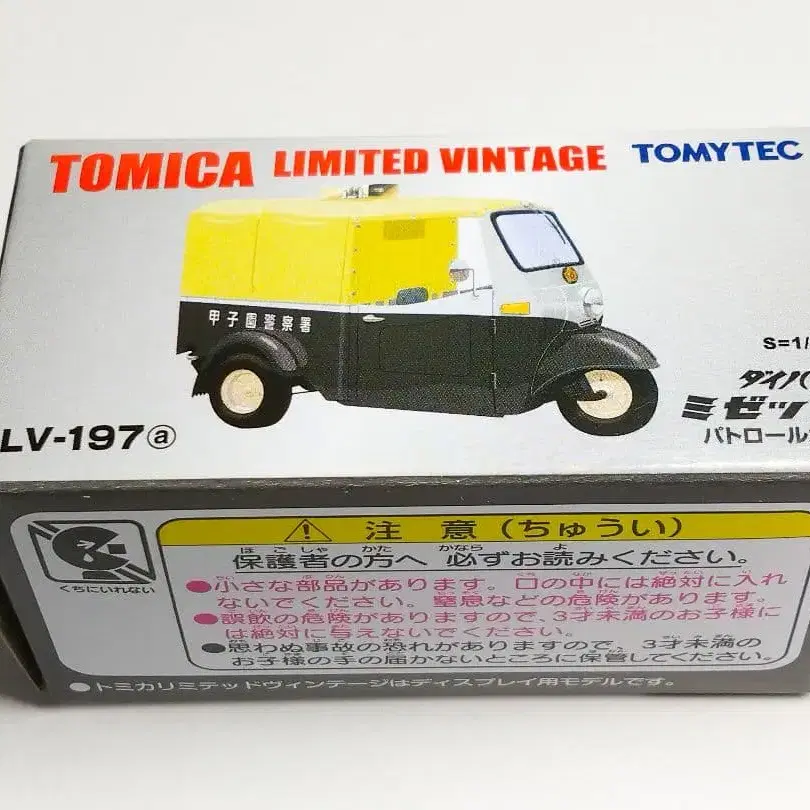 TOMICA LIMITED VINTAGE TOMYTEC
甲子園警察署
S=1/
ダイハ
ミゼッ
パトロール
LV-197ⓐ
⚠ 注意(ちゅうい)
保護者の方へ 必ずお読みください。
●小さな部品があります。口の中には絶対に入れ
ないでください。窒息などの危険があります。
●誤飲の危険がありますので、3才未満のお子様に
は絶対に与えないでください。
●思わぬ事故の恐れがありますので、3才未満の
お子様の手の届かないところに保管してください。
くちにいれない
●トミカリミテッドヴィンテージはディスプレイ用モデルです。